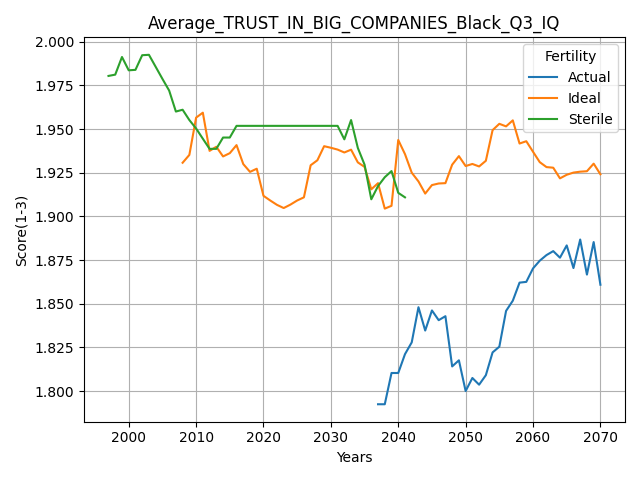 Average_TRUST_IN_BIG_COMPANIES_Black_Q3_IQ
Fertility
Actual
Ideal
Sterile
Score(1-3)
2.000
1.975
1.950
1.925
1.900
1.875
1.850
1.825
1.800
2000 2010 2020 2030 2040 2050 2060 2070
Years